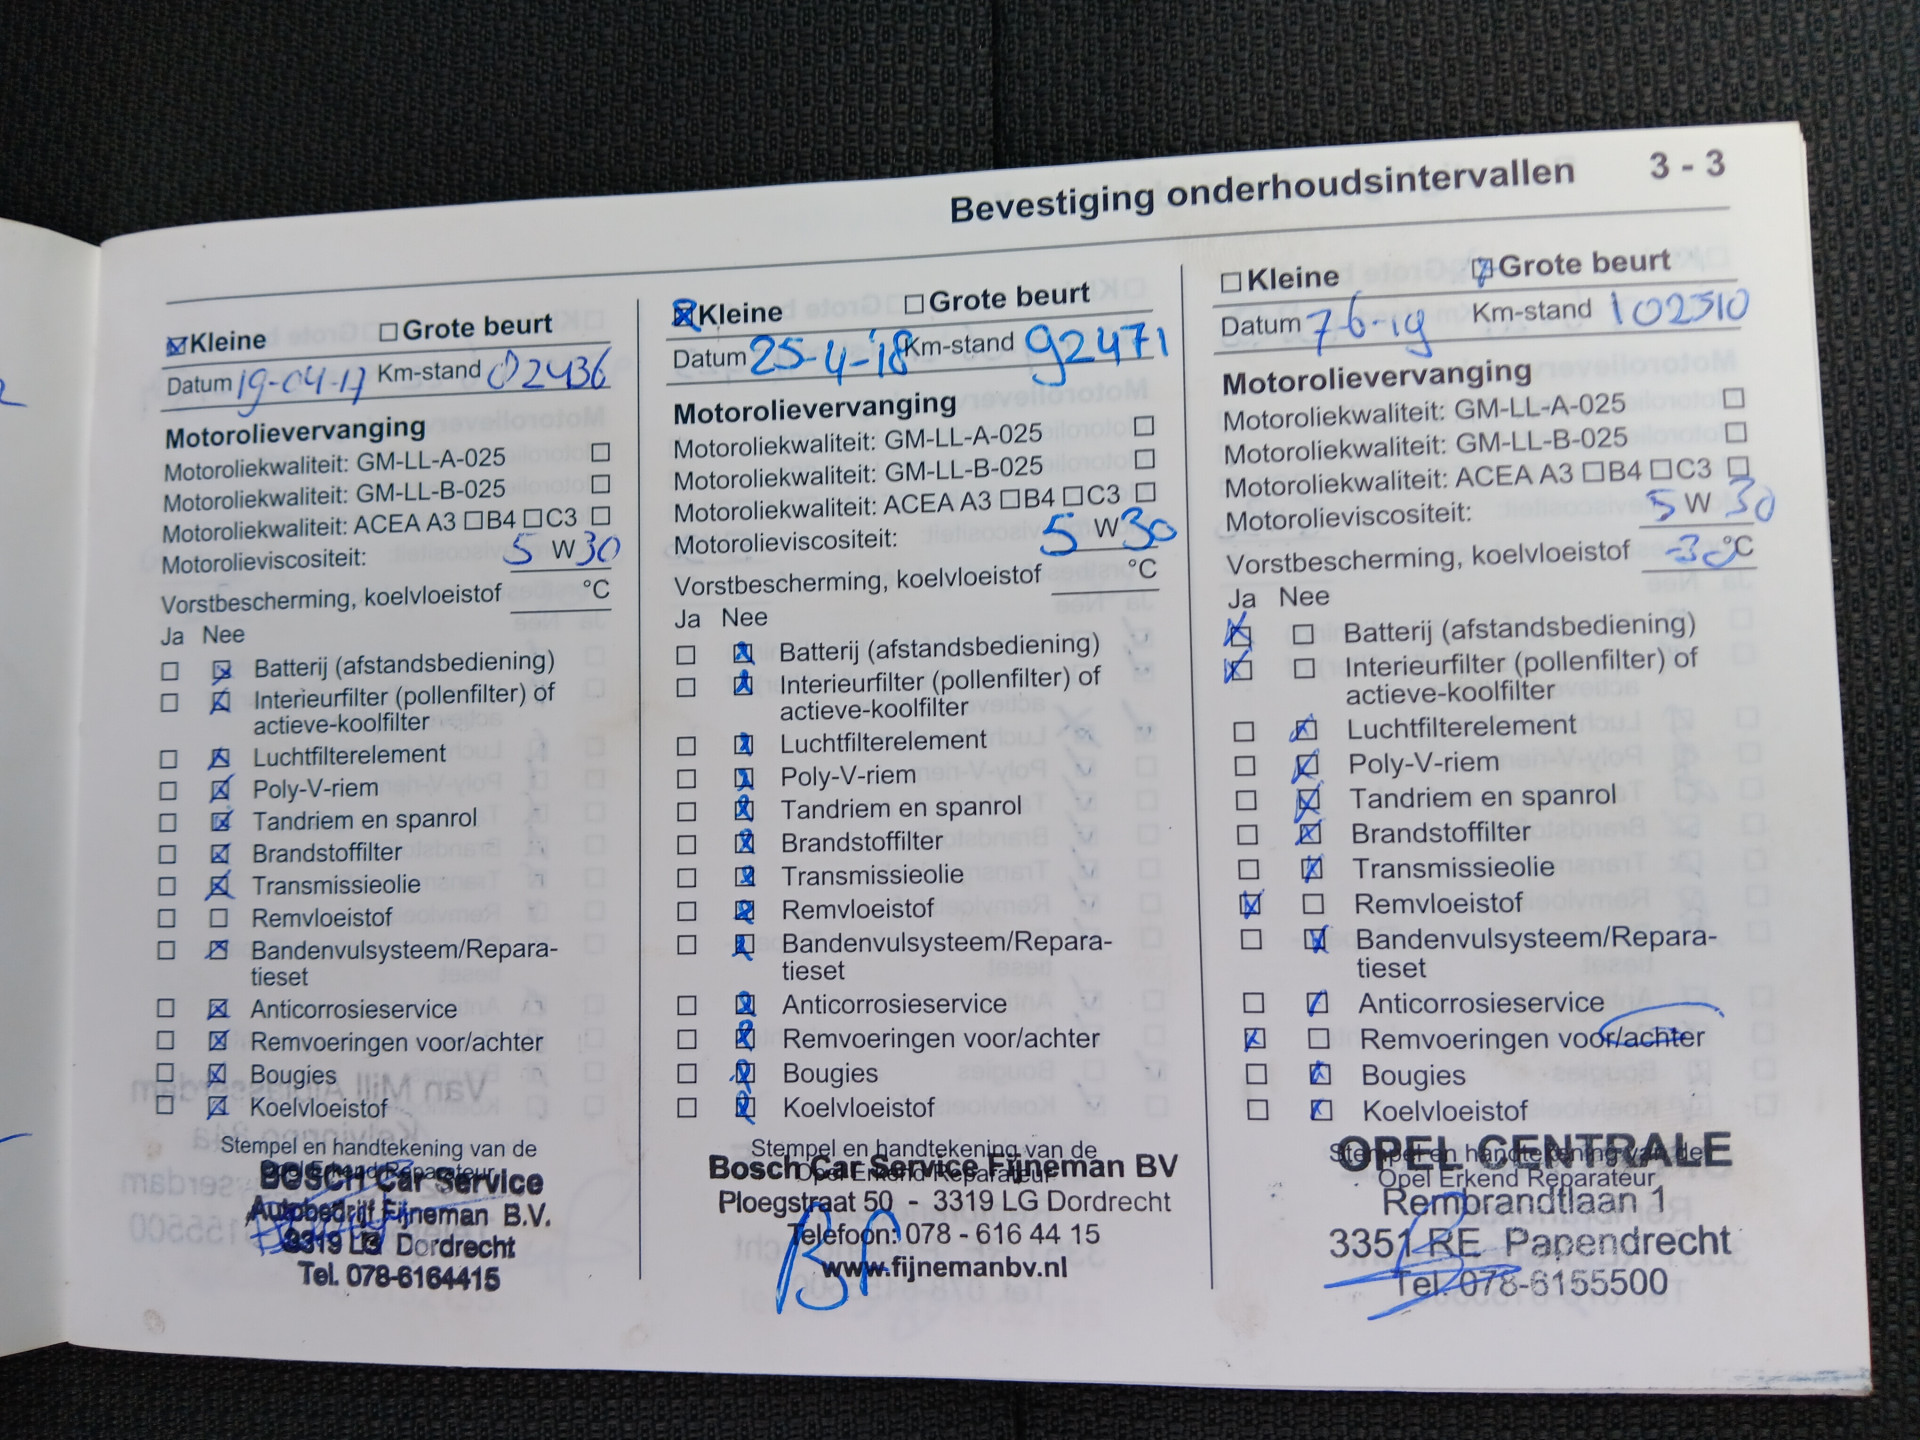 Bevestiging onderhoudsintervallen 3 - 3
Kleine Grote beurt
Datum 19-04-17 Km-stand 82436
Motorolievervanging
Motoroliekwaliteit: GM-LL-A-025
Motoroliekwaliteit: GM-LL-B-025
Motoroliekwaliteit: ACEA A3 B4 C3
Motorolieviscositeit: 5 W 30
Vorstbescherming, koelvloeistof °C
Ja Nee
Batterij (afstandsbediening)
Interieurfilter (pollenfilter) of
actieve-koolfilter
Luchtfilterelement
Poly-V-riem
Tandriem en spanrol
Brandstoffilter
Transmissieolie
Remvloeistof
Bandenvulsysteem/Repara-
tieset
Anticorrosieservice
Remvoeringen voor/achter
Bougies
Koelvloeistof
Stempel en handtekening van de
Opel Erkend Reparateur
BOSCH Car Service
Autobedrijf Fijneman B.V.
3319 LG Dordrecht
Tel. 078-6164415
Kleine Grote beurt
Datum 25-4-'18 Km-stand 92471
Motorolievervanging
Motoroliekwaliteit: GM-LL-A-025
Motoroliekwaliteit: GM-LL-B-025
Motoroliekwaliteit: ACEA A3 B4 C3
Motorolieviscositeit: 5 W 30
Vorstbescherming, koelvloeistof °C
Ja Nee
Batterij (afstandsbediening)
Interieurfilter (pollenfilter) of
actieve-koolfilter
Luchtfilterelement
Poly-V-riem
Tandriem en spanrol
Brandstoffilter
Transmissieolie
Remvloeistof
Bandenvulsysteem/Repara-
tieset
Anticorrosieservice
Remvoeringen voor/achter
Bougies
Koelvloeistof
Stempel en handtekening van de
Opel Erkend Reparateur
Bosch Car Service Fijneman BV
Ploegstraat 50 - 3319 LG Dordrecht
Telefoon: 078 - 616 44 15
www.fijnemanbv.nl
Kleine Grote beurt
Datum 7-6-19 Km-stand 102510
Motorolievervanging
Motoroliekwaliteit: GM-LL-A-025
Motoroliekwaliteit: GM-LL-B-025
Motoroliekwaliteit: ACEA A3 B4 C3
Motorolieviscositeit: 5 W 30
Vorstbescherming, koelvloeistof -30 °C
Ja Nee
Batterij (afstandsbediening)
Interieurfilter (pollenfilter) of
actieve-koolfilter
Luchtfilterelement
Poly-V-riem
Tandriem en spanrol
Brandstoffilter
Transmissieolie
Remvloeistof
Bandenvulsysteem/Repara-
tieset
Anticorrosieservice
Remvoeringen voor/achter
Bougies
Koelvloeistof
Stempel en handtekening van de
Opel Erkend Reparateur
OPEL CENTRALE
Rembrandtlaan 1
3351 RE Papendrecht
Tel. 078-6155500